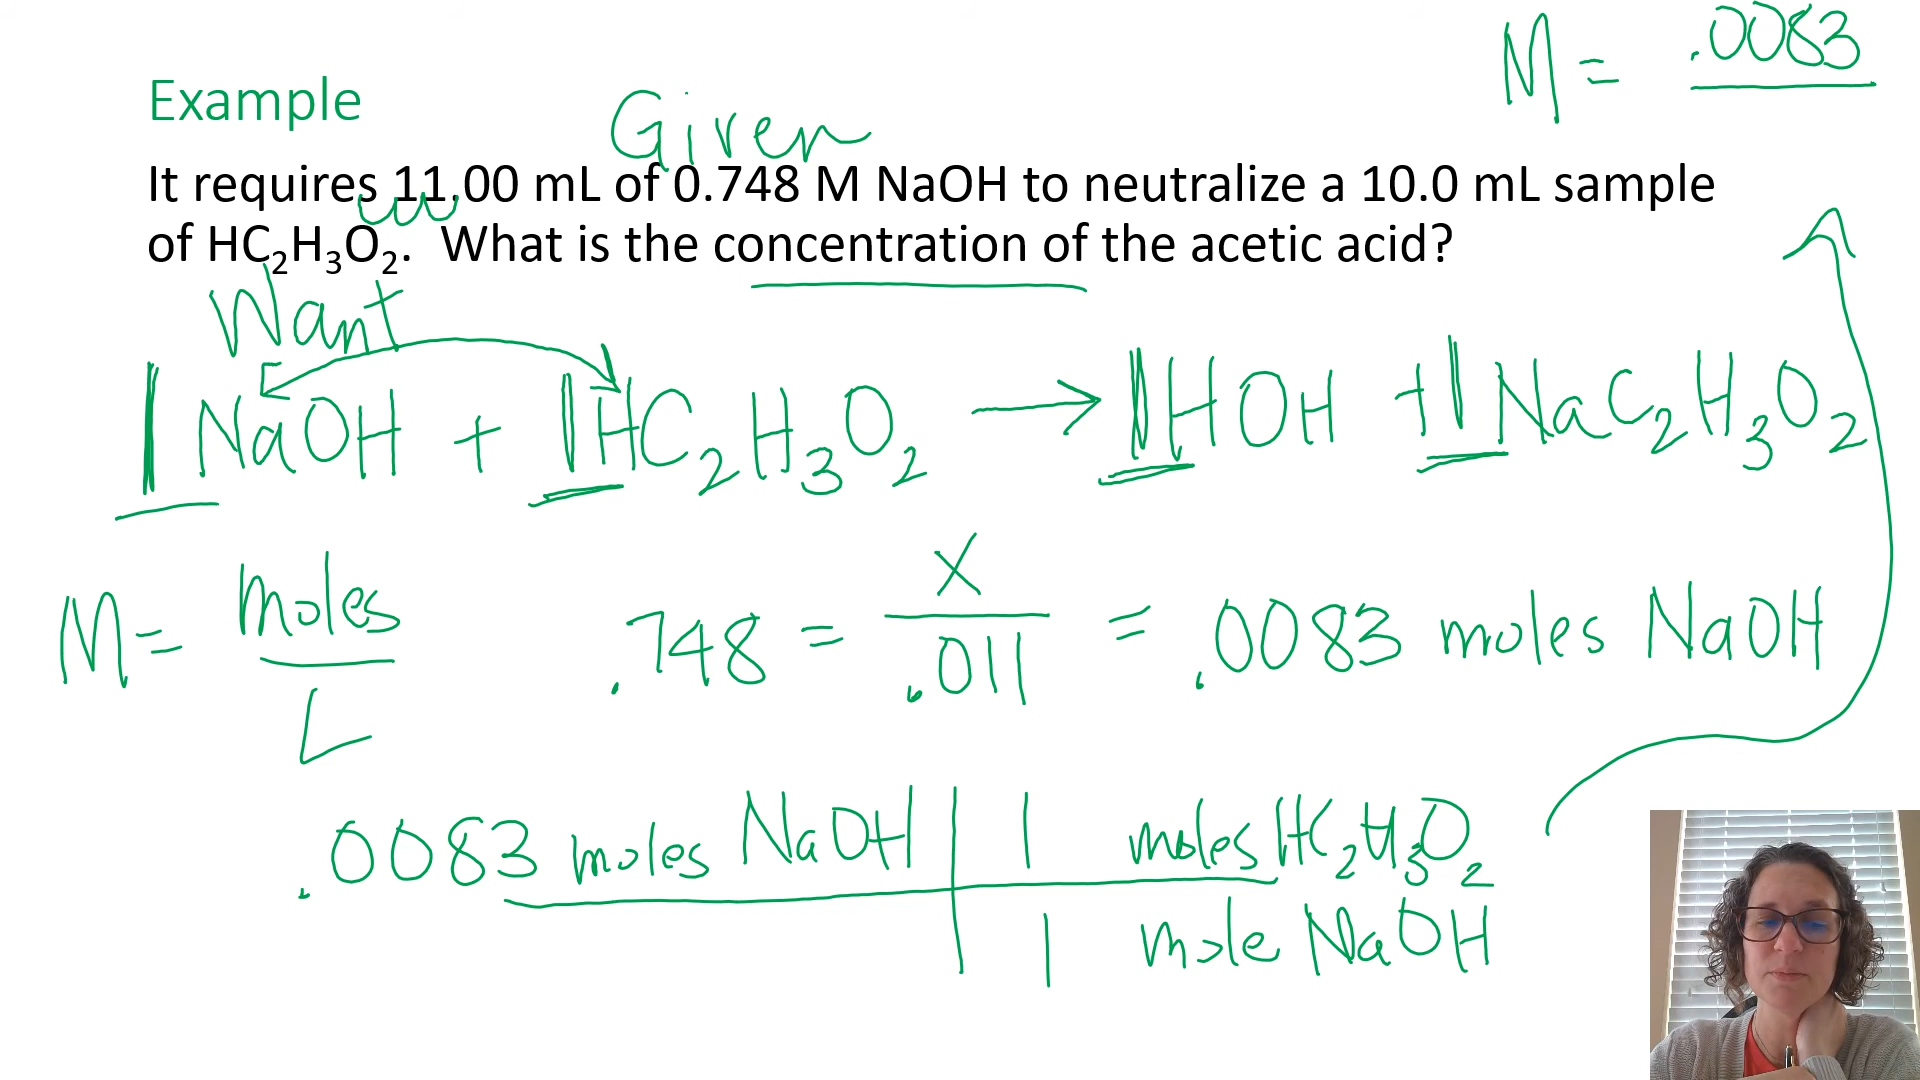 M = .0083
Example
Given
It requires 11.00 mL of 0.748 M NaOH to neutralize a 10.0 mL sample
of HC₂H₃O₂. What is the concentration of the acetic acid?
Want
1 NaOH + 1 HC₂H₃O₂ → 1 HOH + 1 NaC₂H₃O₂
M = moles / L
.748 = x / .011 = .0083 moles NaOH
.0083 moles NaOH | 1 moles HC₂H₃O₂
1 mole NaOH